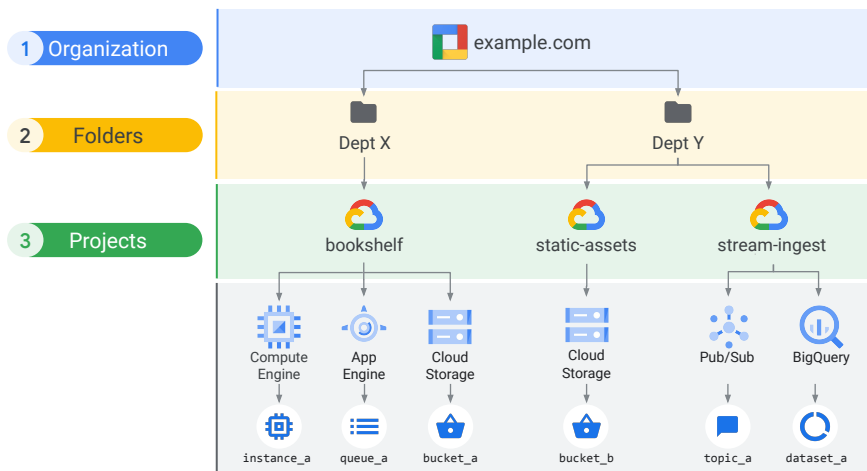 1 Organization
example.com
2 Folders
Dept X
Dept Y
3 Projects
bookshelf
static-assets
stream-ingest
Compute
Engine
App
Engine
Cloud
Storage
Cloud
Storage
Pub/Sub
BigQuery
instance_a
queue_a
bucket_a
bucket_b
topic_a
dataset_a